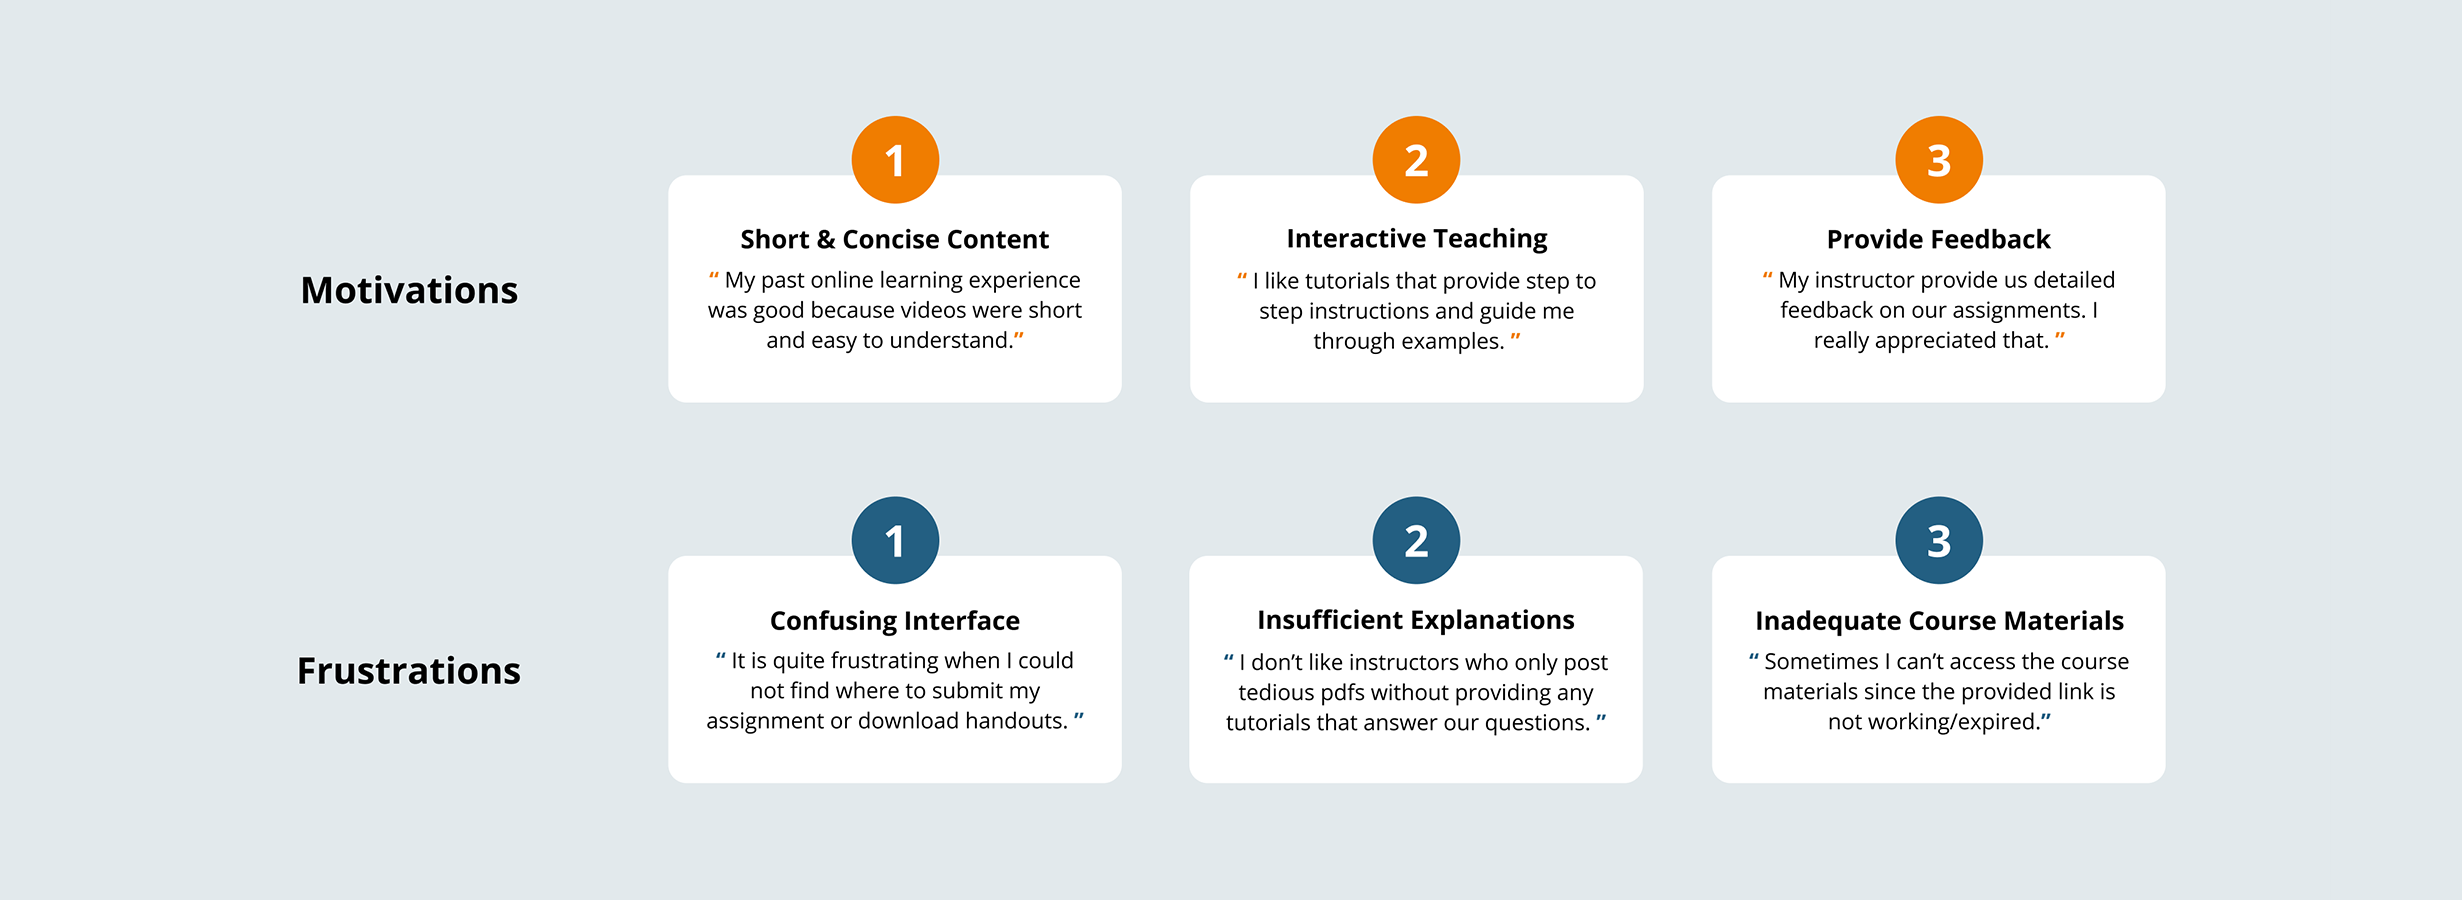 Motivations
1
Short & Concise Content
“ My past online learning experience
was good because videos were short
and easy to understand.”
2
Interactive Teaching
“ I like tutorials that provide step to
step instructions and guide me
through examples. ”
3
Provide Feedback
“ My instructor provide us detailed
feedback on our assignments. I
really appreciated that. ”
Frustrations
1
Confusing Interface
“ It is quite frustrating when I could
not find where to submit my
assignment or download handouts. ”
2
Insufficient Explanations
“ I don’t like instructors who only post
tedious pdfs without providing any
tutorials that answer our questions. ”
3
Inadequate Course Materials
“ Sometimes I can’t access the course
materials since the provided link is
not working/expired.”